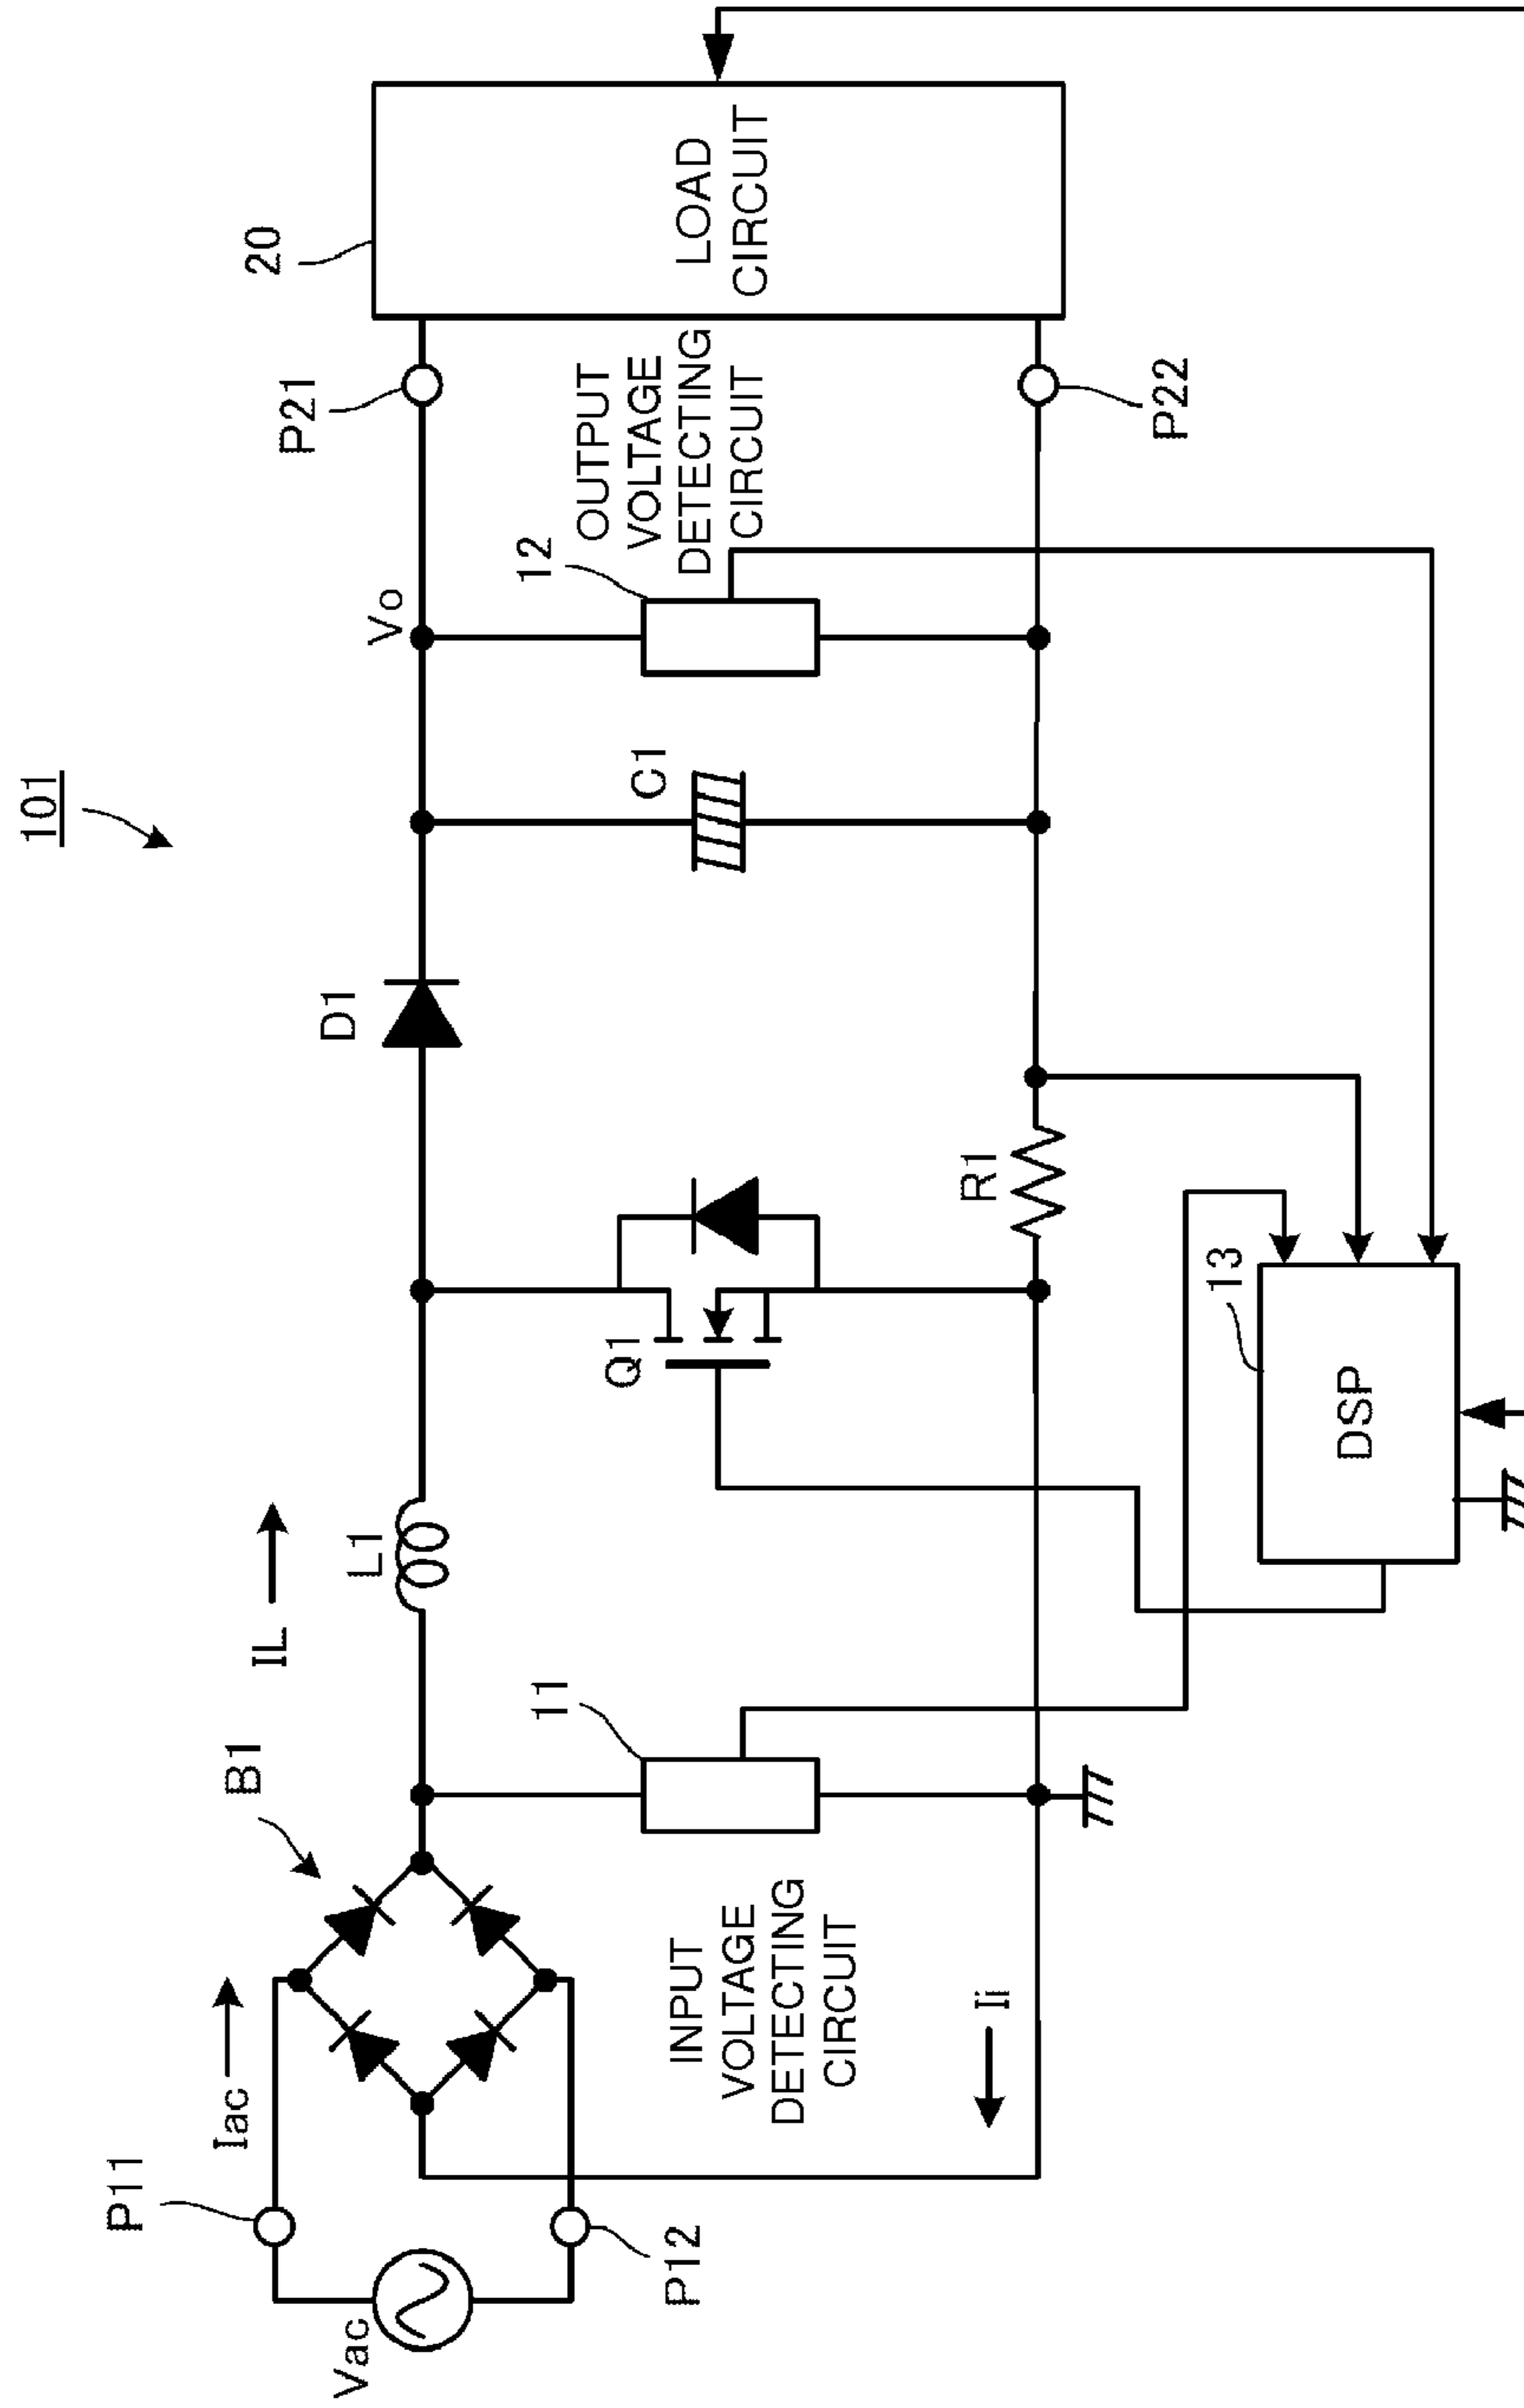 101
P11
Iac
B1
IL
L1
D1
Vo
P21
20
Vac
P12
INPUT
VOLTAGE
DETECTING
CIRCUIT
11
Q1
C1
12
OUTPUT
VOLTAGE
DETECTING
CIRCUIT
LOAD
CIRCUIT
Ii
R1
P22
13
DSP